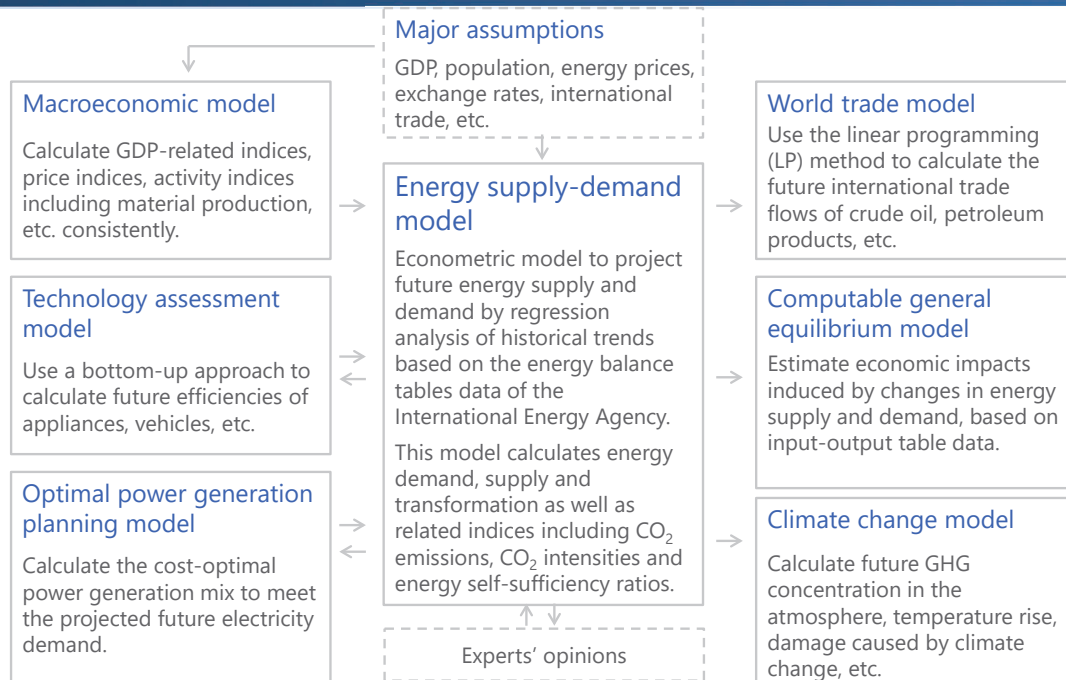 Major assumptions
GDP, population, energy prices,
exchange rates, international
trade, etc.
Macroeconomic model
Calculate GDP-related indices,
price indices, activity indices
including material production,
etc. consistently.
Technology assessment
model
Use a bottom-up approach to
calculate future efficiencies of
appliances, vehicles, etc.
Optimal power generation
planning model
Calculate the cost-optimal
power generation mix to meet
the projected future electricity
demand.
Energy supply-demand
model
Econometric model to project
future energy supply and
demand by regression
analysis of historical trends
based on the energy balance
tables data of the
International Energy Agency.
This model calculates energy
demand, supply and
transformation as well as
related indices including CO₂
emissions, CO₂ intensities and
energy self-sufficiency ratios.
Experts’ opinions
World trade model
Use the linear programming
(LP) method to calculate the
future international trade
flows of crude oil, petroleum
products, etc.
Computable general
equilibrium model
Estimate economic impacts
induced by changes in energy
supply and demand, based on
input-output table data.
Climate change model
Calculate future GHG
concentration in the
atmosphere, temperature rise,
damage caused by climate
change, etc.